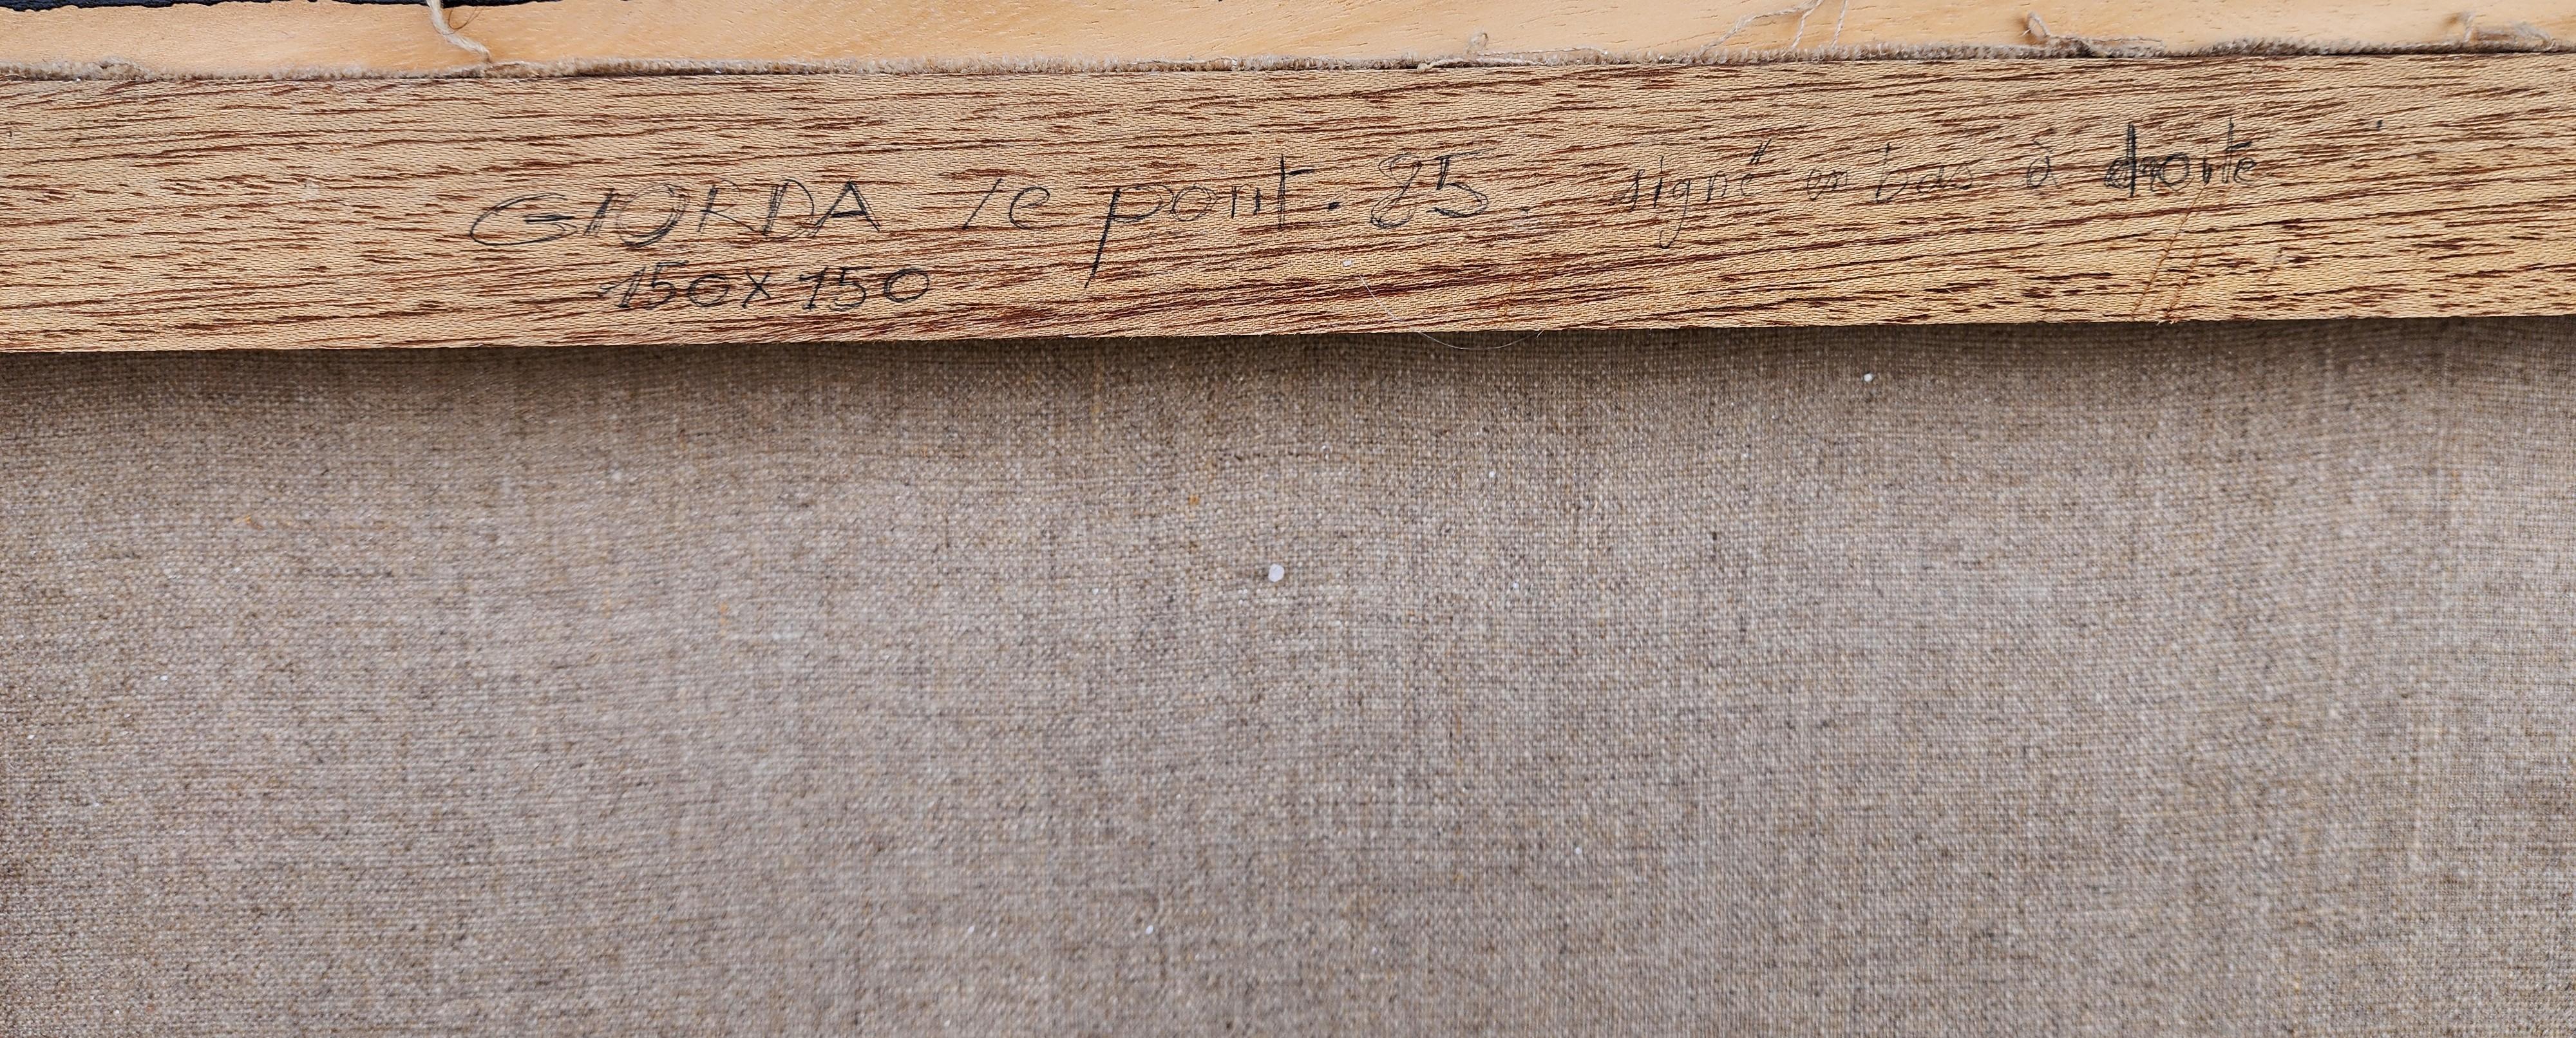 GIORDA le pont. 85. signé en bas à droite
150x150